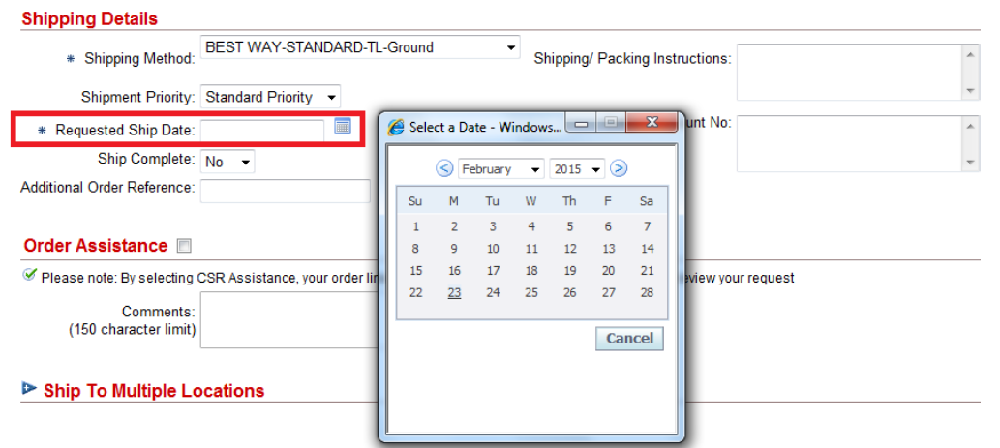 Shipping Details
* Shipping Method: BEST WAY-STANDARD-TL-Ground Shipping/ Packing Instructions:
Shipment Priority: Standard Priority
* Requested Ship Date: unt No:
Ship Complete: No
Additional Order Reference:
Select a Date - Windows...
February 2015
Su M Tu W Th F Sa
1 2 3 4 5 6 7
8 9 10 11 12 13 14
15 16 17 18 19 20 21
22 23 24 25 26 27 28
Cancel
Order Assistance
Please note: By selecting CSR Assistance, your order lin eview your request
Comments:
(150 character limit)
Ship To Multiple Locations